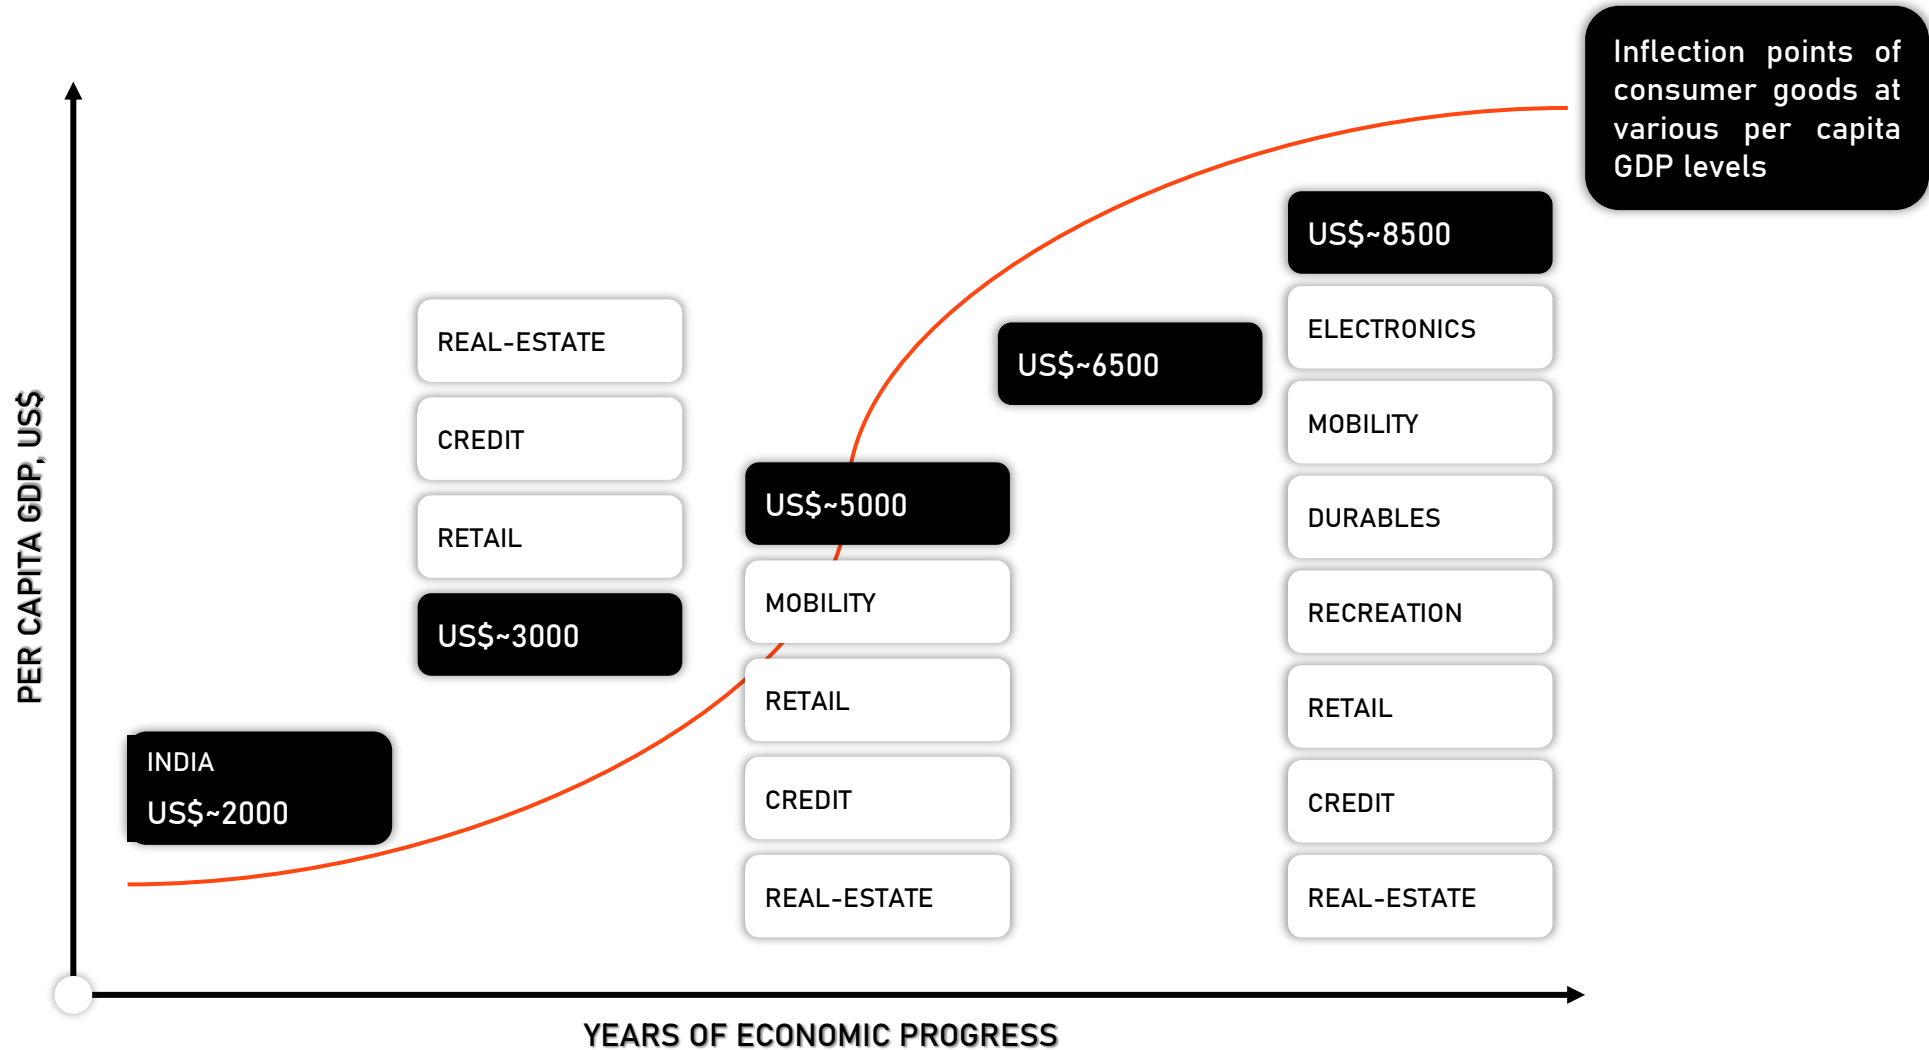 Inflection points of
consumer goods at
various per capita
GDP levels
PER CAPITA GDP, US$
INDIA
US$~2000
REAL-ESTATE
CREDIT
RETAIL
US$~3000
US$~5000
MOBILITY
RETAIL
CREDIT
REAL-ESTATE
US$~6500
US$~8500
ELECTRONICS
MOBILITY
DURABLES
RECREATION
RETAIL
CREDIT
REAL-ESTATE
YEARS OF ECONOMIC PROGRESS